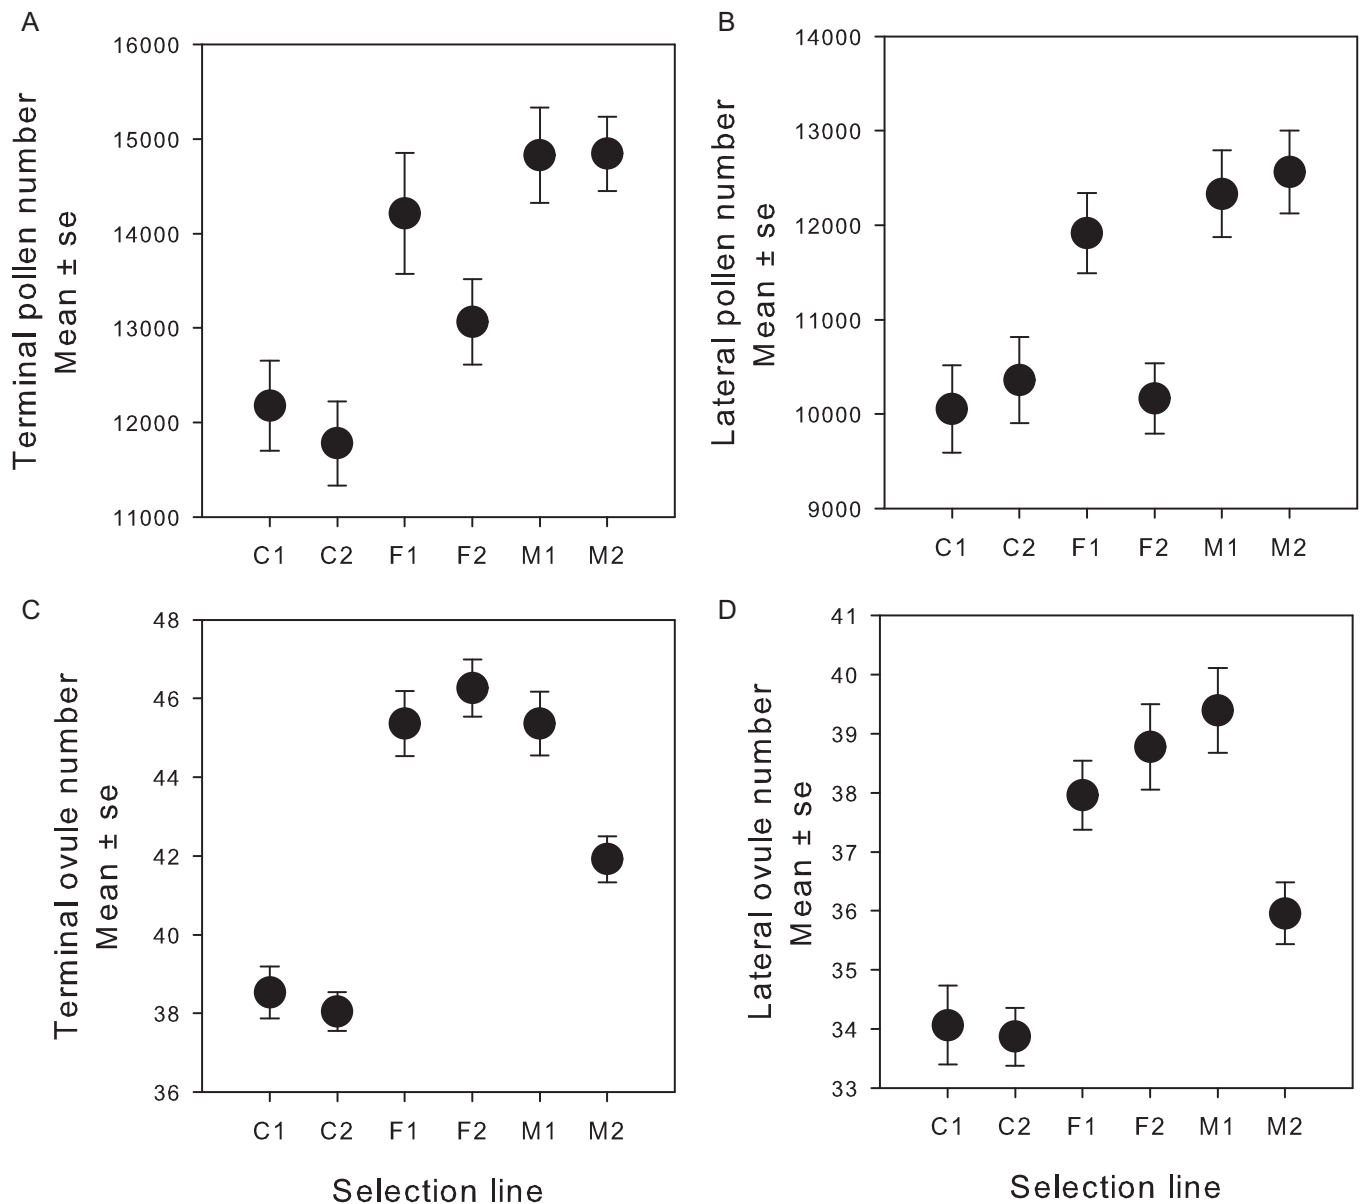 A
Terminal pollen number
Mean ± se
16000
15000
14000
13000
12000
11000
C1 C2 F1 F2 M1 M2
B
Lateral pollen number
Mean ± se
14000
13000
12000
11000
10000
9000
C1 C2 F1 F2 M1 M2
C
Terminal ovule number
Mean ± se
48
46
44
42
40
38
36
C1 C2 F1 F2 M1 M2
Selection line
D
Lateral ovule number
Mean ± se
41
40
39
38
37
36
35
34
33
C1 C2 F1 F2 M1 M2
Selection line